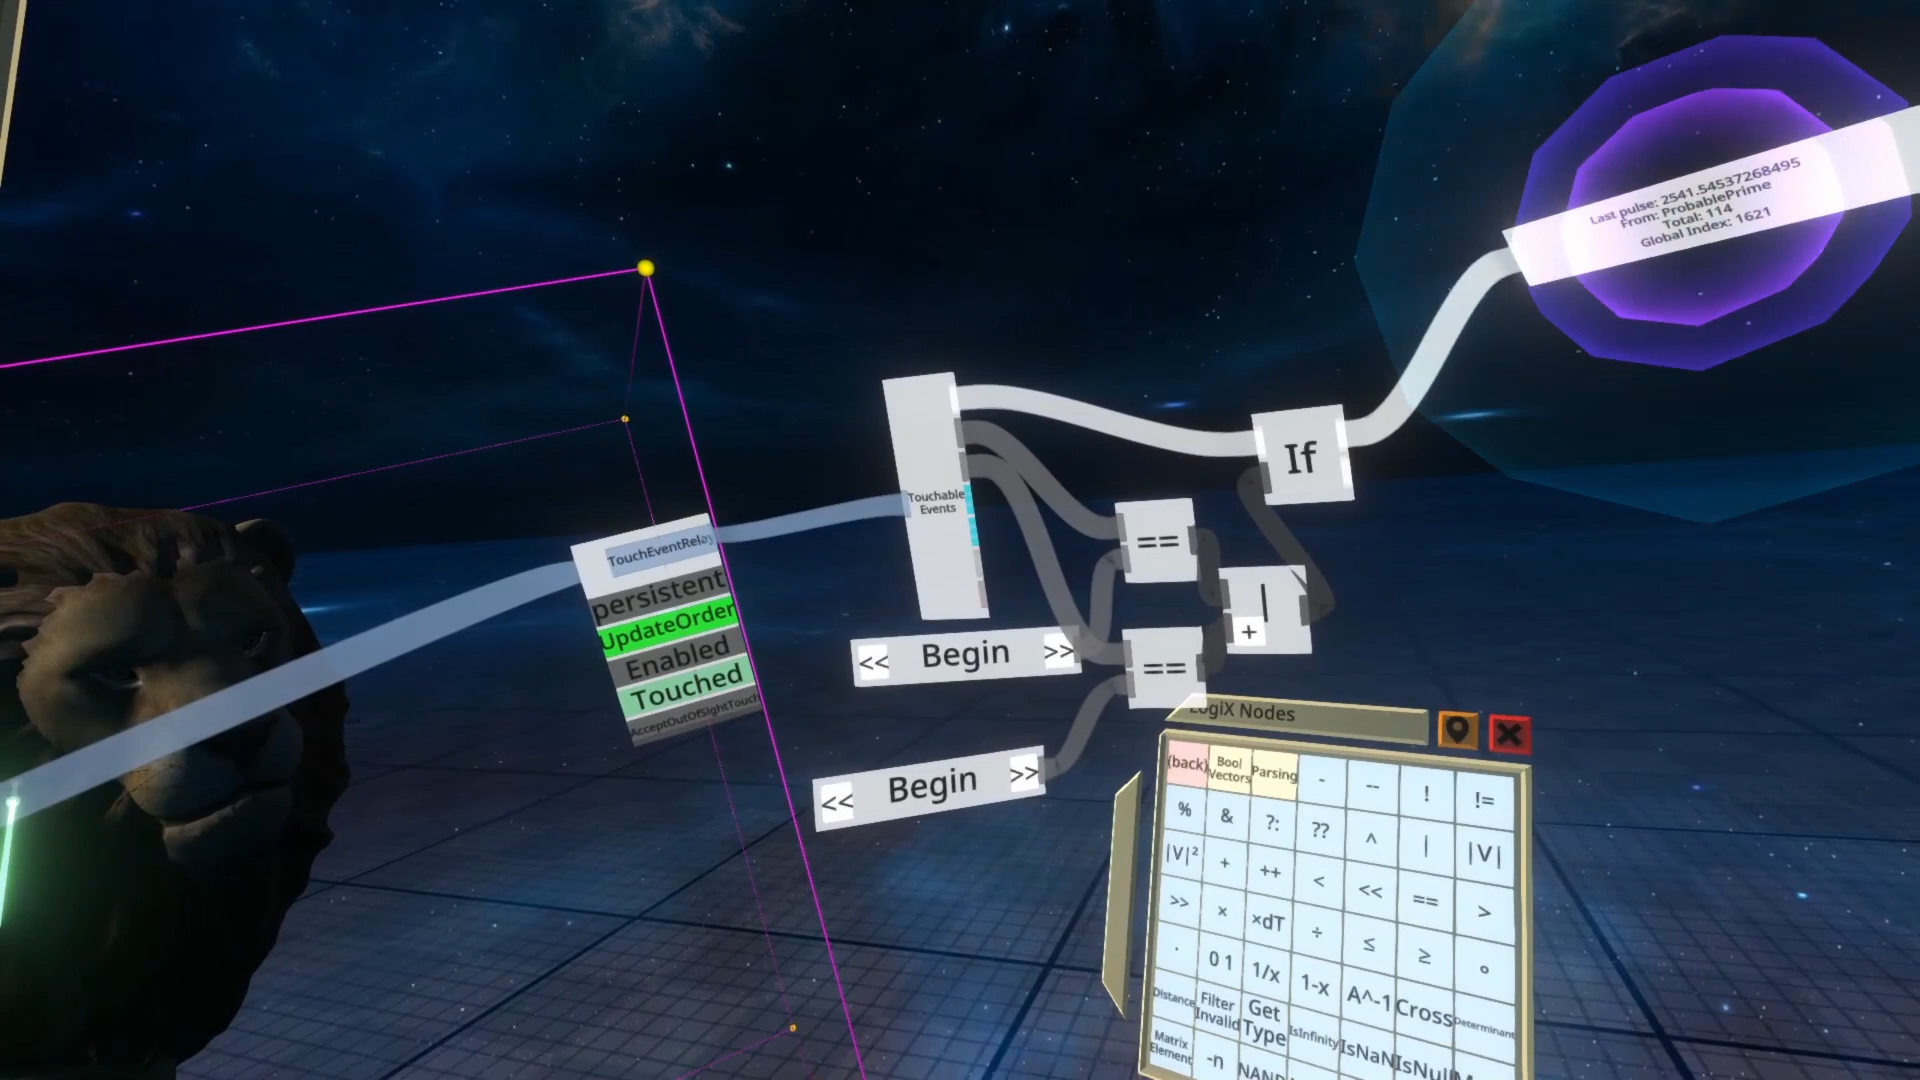 Last pulse: 2541.54537268495
From: ProbablePrime
Total: 114
Global Index: 1621
If
Touchable
Events
==
TouchEventRelay
persistent
UpdateOrder
Enabled
Touched
AcceptOutOfSightTouch
|
+
<< Begin >>
==
<< Begin >>
LogiX Nodes
(back) Bool Vectors Parsing - -- ! !=
% & ?: ?? ^ | |V|
|V|² + ++ < << == >
>> × ×dT ÷ ≤ ≥ °
· 0 1 1/x 1-x A^-1 Cross Determinant
Distance Filter Invalid Get Type IsInfinity IsNaN IsNull
Matrix Element -n NAND